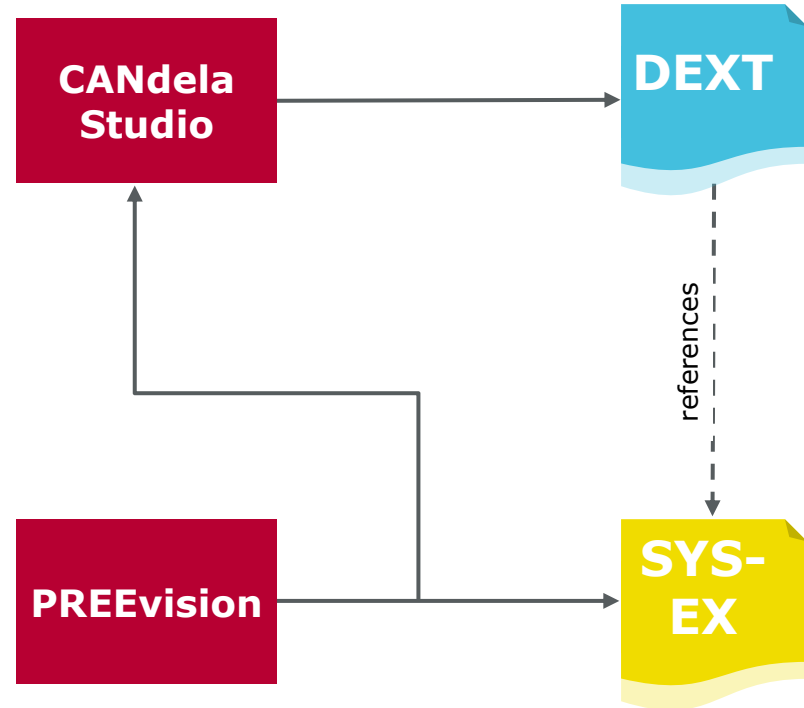 CANdela
Studio
DEXT
references
PREEvision
SYS-
EX